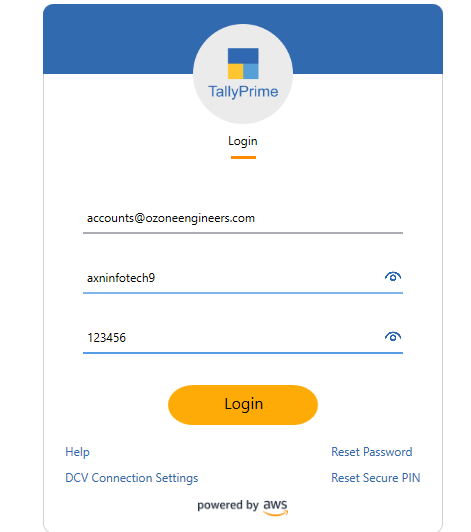 TallyPrime
Login
accounts@ozoneengineers.com
axninfotech9
123456
Login
Help
Reset Password
DCV Connection Settings
Reset Secure PIN
powered by aws